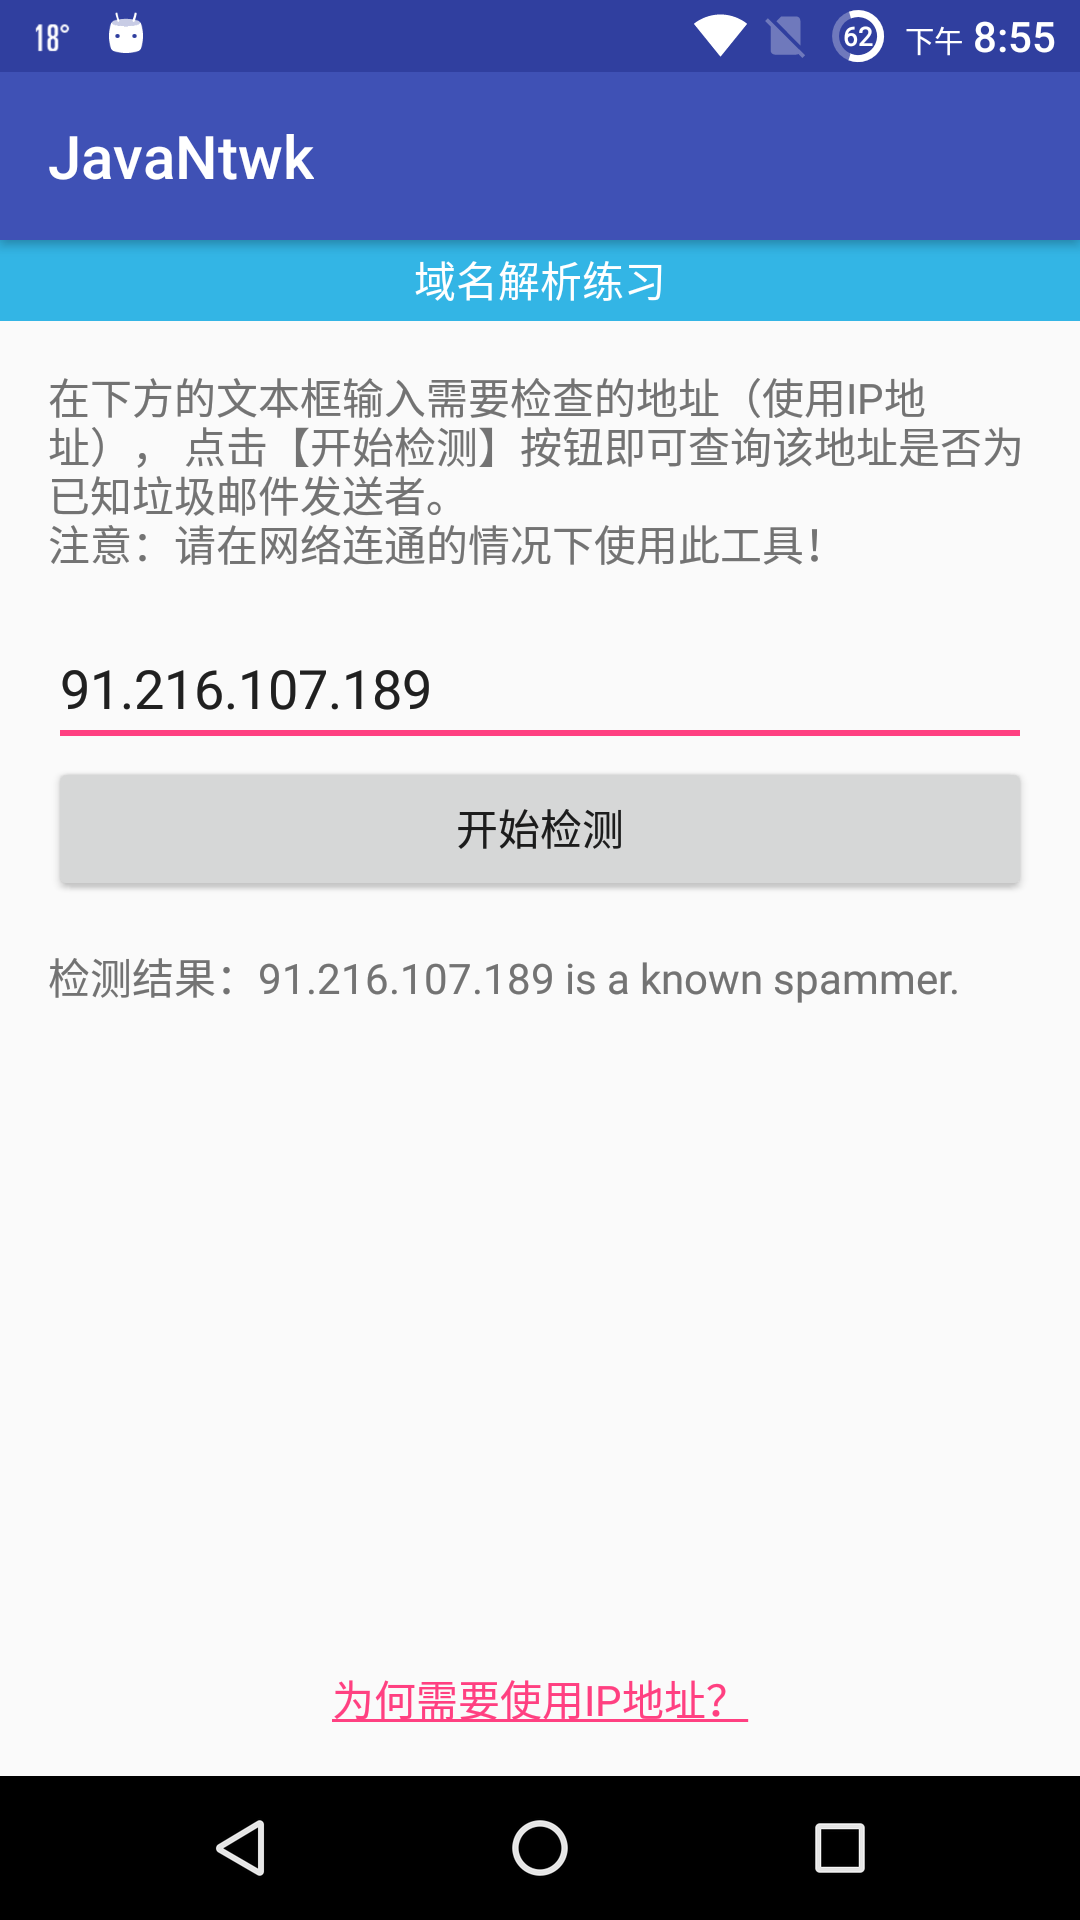 18°
62
下午 8:55
JavaNtwk
域名解析练习
在下方的文本框输入需要检查的地址（使用IP地
址）， 点击【开始检测】按钮即可查询该地址是否为
已知垃圾邮件发送者。
注意：请在网络连通的情况下使用此工具！
91.216.107.189
开始检测
检测结果：91.216.107.189 is a known spammer.
为何需要使用IP地址？